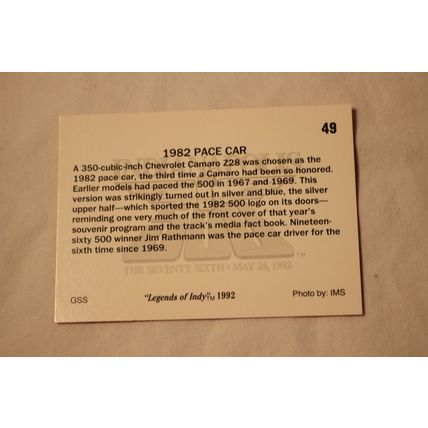 49
1982 PACE CAR
A 350-cubic-inch Chevrolet Camaro Z28 was chosen as the
1982 pace car, the third time a Camaro had been so honored.
Earlier models had paced the 500 in 1967 and 1969. This
version was strikingly turned out in silver and blue, the silver
upper half—which sported the 1982 500 logo on its doors—
reminding one very much of the front cover of that year's
souvenir program and the track's media fact book. Nineteen-
sixty 500 winner Jim Rathmann was the pace car driver for the
sixth time since 1969.
THE SEVENTY SIXTH • MAY 24, 1992
TM
GSS
"Legends of Indy"TM 1992
Photo by: IMS